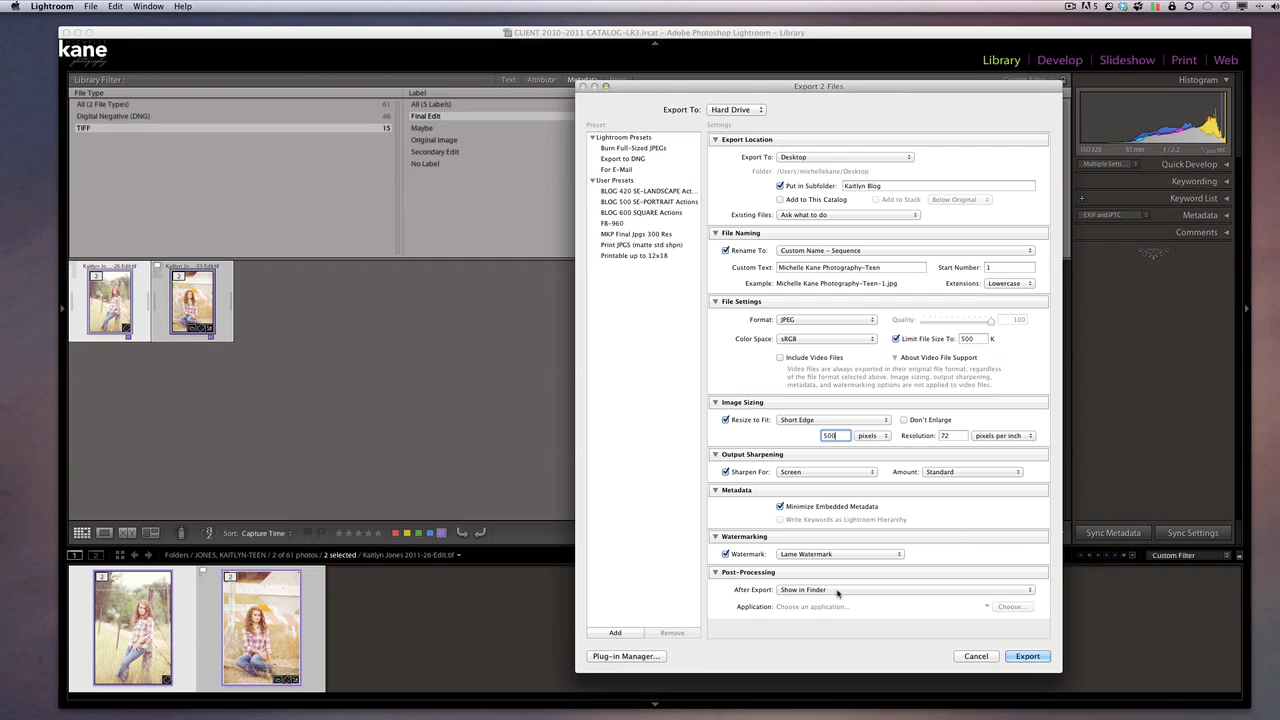 Lightroom File Edit Window Help
5
CLIENT 2010-2011 CATALOG-LR3.lrcat - Adobe Photoshop Lightroom - Library
kane
Library Develop Slideshow Print Web
Library Filter: Text Attribute Metadata None
File Type Label
All (2 File Types) 61 All (5 Labels)
Digital Negative (DNG) 46 Final Edit
TIFF 15 Maybe
Original Image
Secondary Edit
No Label
Histogram
ISO320 85 mm f / 2.2
Multiple Setti... Quick Develop
Keywording
Keyword List
EXIF and IPTC Metadata
Comments
Export 2 Files
Export To: Hard Drive
Preset: Settings:
Lightroom Presets
Burn Full-Sized JPEGs
Export to DNG
For E-Mail
User Presets
BLOG 420 SE-LANDSCAPE Act...
BLOG 500 SE-PORTRAIT Actions
BLOG 600 SQUARE Actions
FB-960
MKP Final Jpgs 300 Res
Print JPGS (matte std shpn)
Printable up to 12x18
Export Location
Export To: Desktop
Folder: /Users/michellekane/Desktop
Put in Subfolder: Kaitlyn Blog
Add to This Catalog Add to Stack: Below Original
Existing Files: Ask what to do
File Naming
Rename To: Custom Name - Sequence
Custom Text: Michelle Kane Photography-Teen Start Number: 1
Example: Michelle Kane Photography-Teen-1.jpg Extensions: Lowercase
File Settings
Format: JPEG Quality: 100
Color Space: sRGB Limit File Size To: 500 K
Include Video Files About Video File Support
Video files are always exported in their original file format, regardless
of the file format selected above. Image sizing, output sharpening,
metadata, and watermarking options are not applied to video files.
Image Sizing
Resize to Fit: Short Edge Don't Enlarge
500 pixels Resolution: 72 pixels per inch
Output Sharpening
Sharpen For: Screen Amount: Standard
Metadata
Minimize Embedded Metadata
Write Keywords as Lightroom Hierarchy
Watermarking
Watermark: Lame Watermark
Post-Processing
After Export: Show in Finder
Application: Choose an application... Choose...
Add Remove
Plug-in Manager... Cancel Export
2 2
Sort: Capture Time
Sync Metadata Sync Settings
1 2 Folders / JONES, KAITLYN-TEEN / 2 of 61 photos / 2 selected / Kaitlyn Jones 2011-26-Edit.tif
Custom Filter
2 2